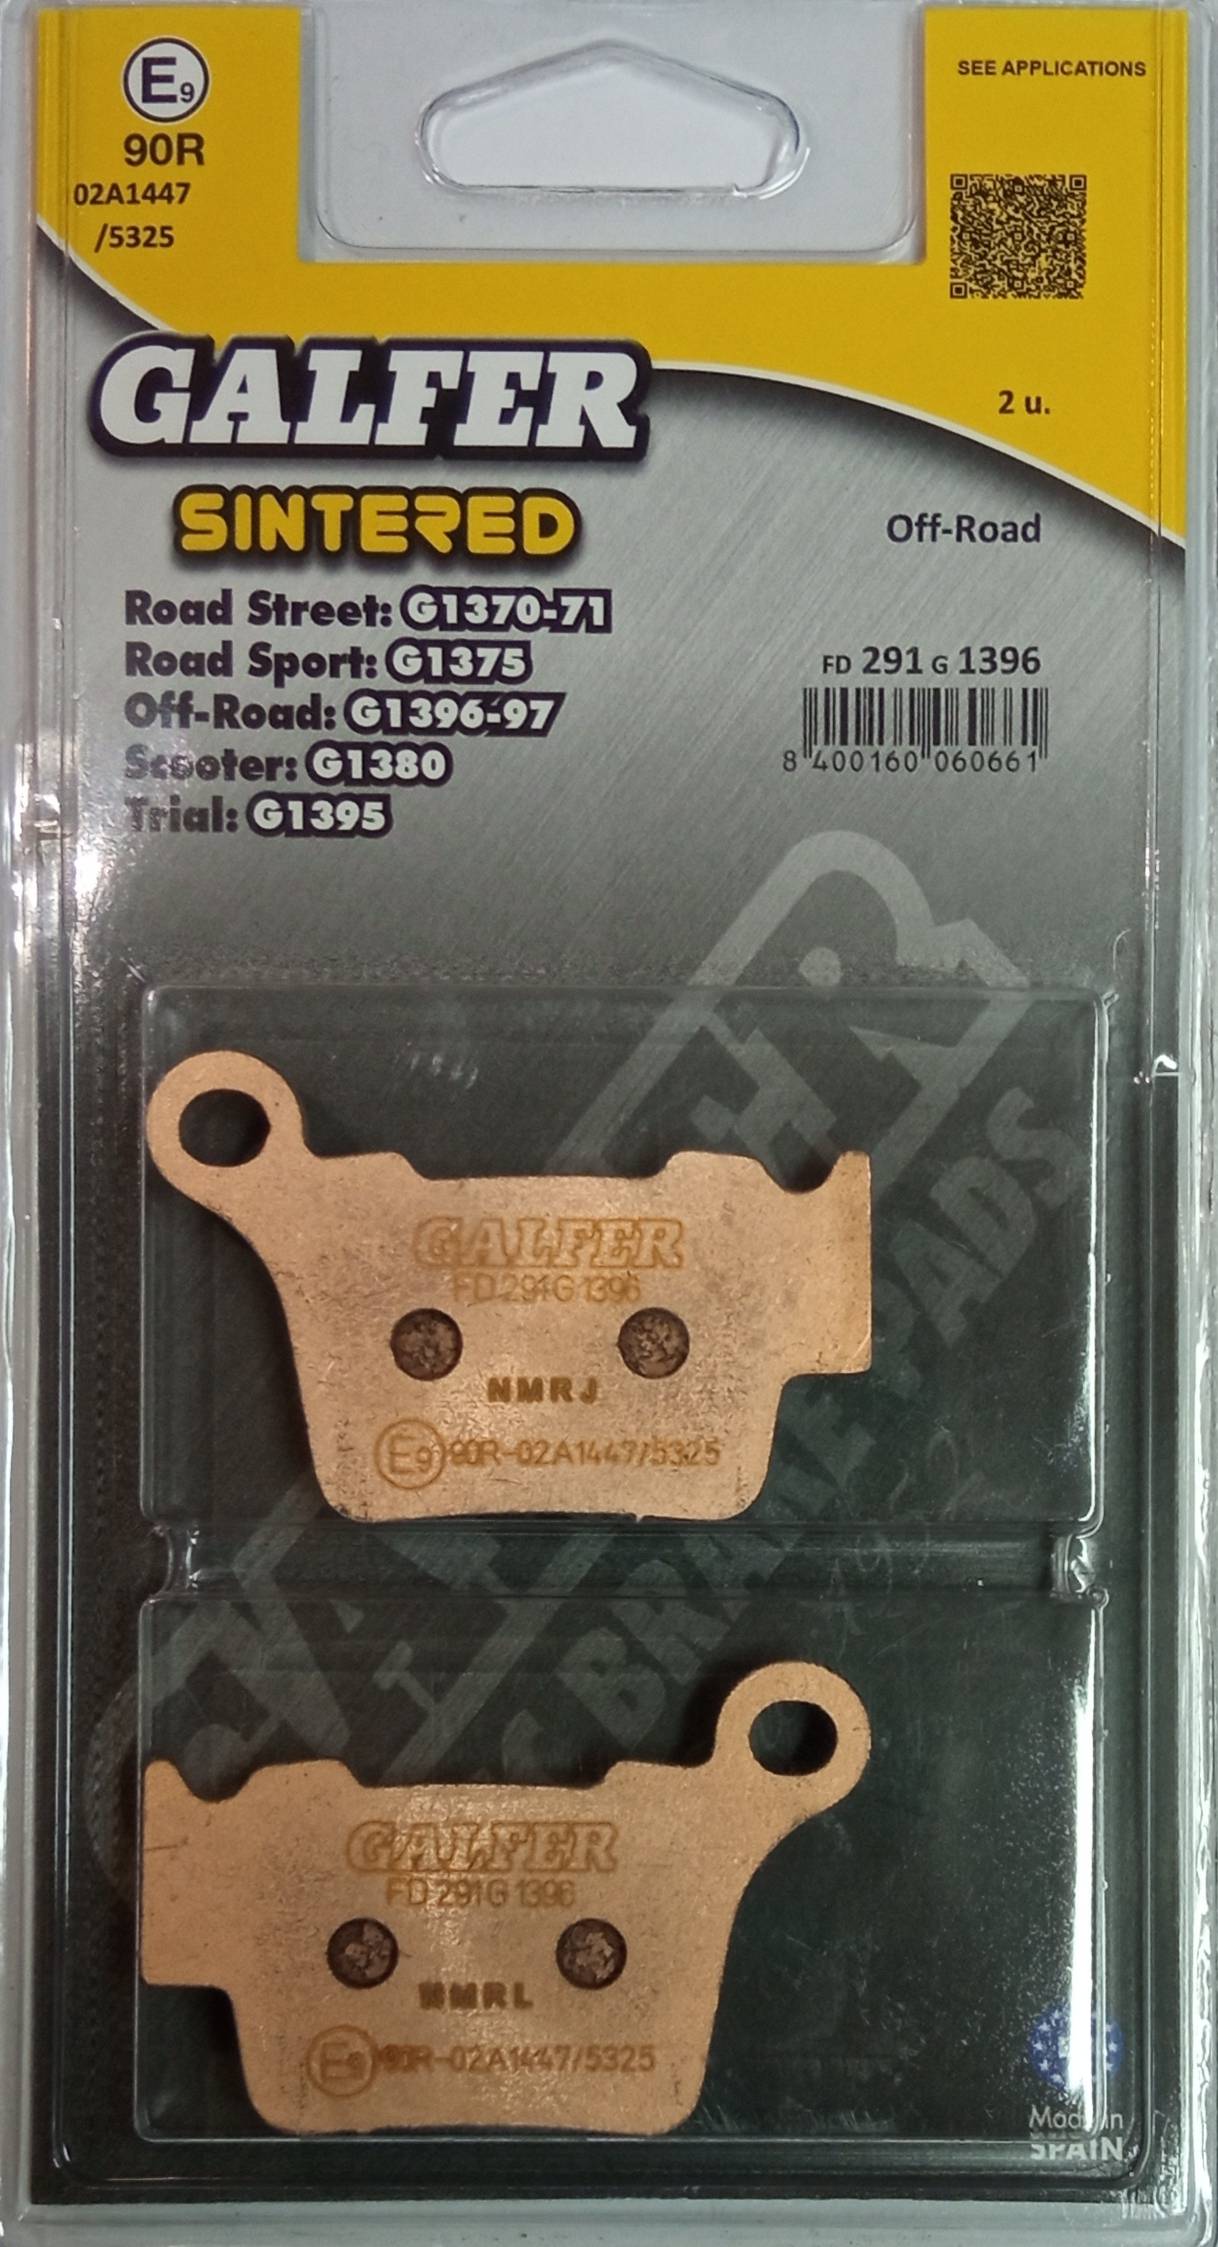 E9
90R
02A1447
/5325
SEE APPLICATIONS
GALFER
2 u.
SINTERED
Off-Road
Road Street: G1370-71
Road Sport: G1375
Off-Road: G1396-97
Scooter: G1380
Trial: G1395
FD 291 G 1396
8 400160 060661
GALFER
FD 291 G 1396
NMRJ
E9 90R-02A1447/5325
BRAKE PADS
GALFER
FD 291 G 1396
NMRL
E9 90R-02A1447/5325
Made in
SPAIN